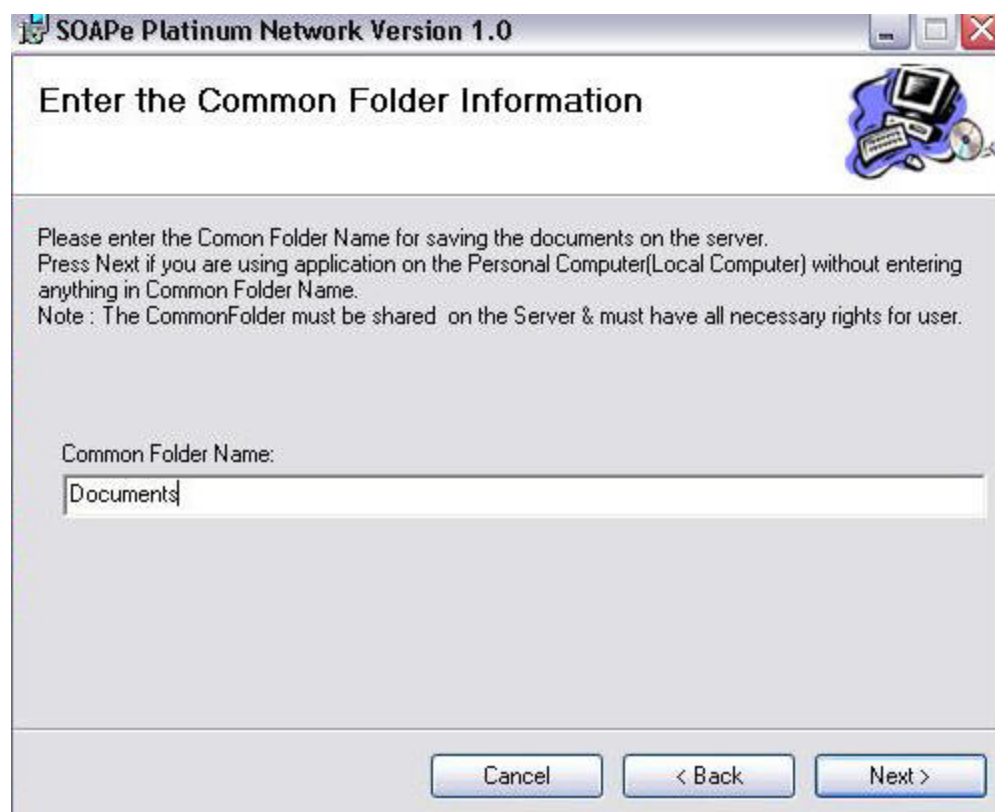 SOAPe Platinum Network Version 1.0
Enter the Common Folder Information
Please enter the Comon Folder Name for saving the documents on the server.
Press Next if you are using application on the Personal Computer(Local Computer) without entering
anything in Common Folder Name.
Note : The CommonFolder must be shared  on the Server & must have all necessary rights for user.
Common Folder Name:
Documents
Cancel
< Back
Next >